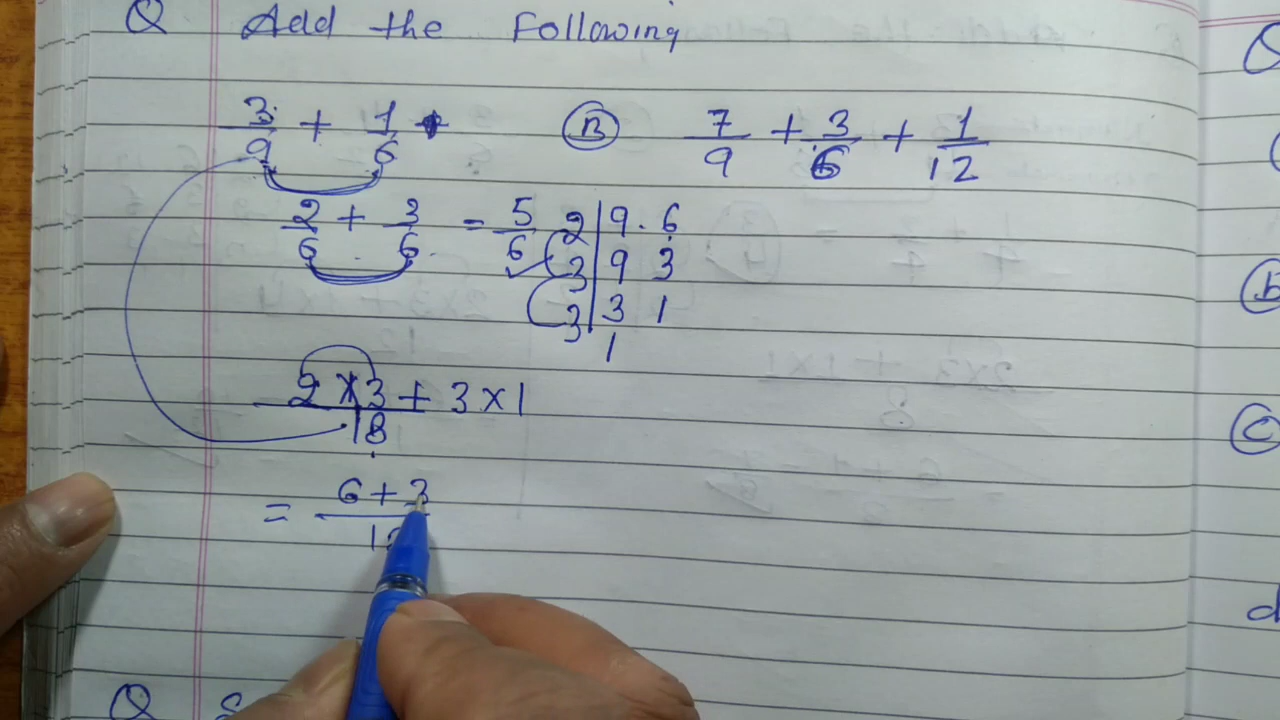 Q Add the Following
3/9 + 1/6 (B) 7/9 + 3/6 + 1/12
2/6 + 3/6 = 5/6
2 | 9 . 6
3 | 9 3
3 | 3 1
1
2 × 3 + 3 × 1
18
= 6 + 3
Q
Q
(b)
(c)
d